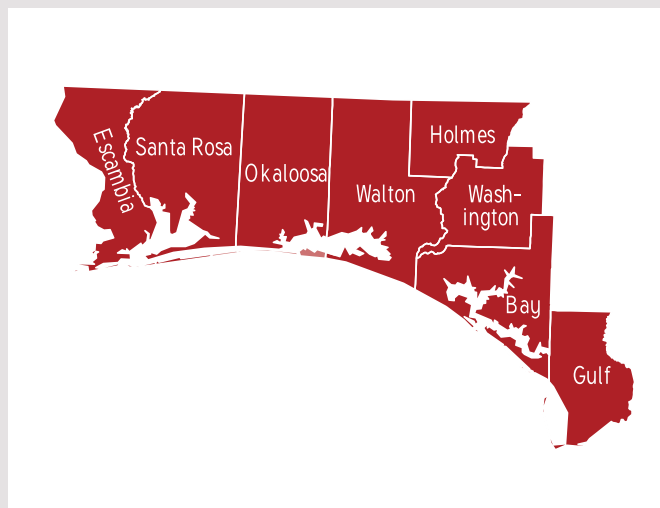 Escambia
Santa Rosa
Okaloosa
Walton
Holmes
Wash-
ington
Bay
Gulf